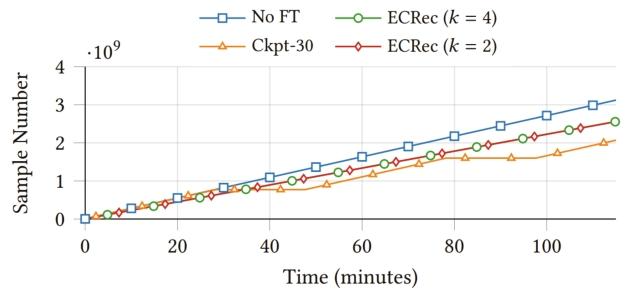 No FT
ECRec (k = 4)
Ckpt-30
ECRec (k = 2)
·10⁹
4
3
2
1
0
Sample Number
0 20 40 60 80 100
Time (minutes)